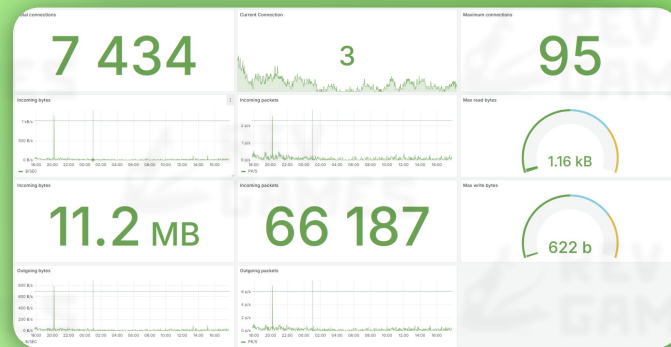 Total connections
7 434
Current Connection
3
Maximum connections
95
Incoming bytes
1 kB/s
500 B/s
0 B/s
18:00 20:00 22:00 00:00 02:00 04:00 06:00 08:00 10:00 12:00 14:00 16:00
B/SEC
Incoming packets
2 p/s
1 p/s
0 p/s
18:00 20:00 22:00 00:00 02:00 04:00 06:00 08:00 10:00 12:00 14:00 16:00
PK/S
Max read bytes
1.16 kB
Incoming bytes
11.2 MB
Incoming packets
66 187
Max write bytes
622 b
Outgoing bytes
800 B/s
600 B/s
400 B/s
200 B/s
0 B/s
18:00 20:00 22:00 00:00 02:00 04:00 06:00 08:00 10:00 12:00 14:00 16:00
B/SEC
Outgoing packets
6 p/s
4 p/s
2 p/s
0 p/s
18:00 20:00 22:00 00:00 02:00 04:00 06:00 08:00 10:00 12:00 14:00 16:00
PK/S
REV
GAMES